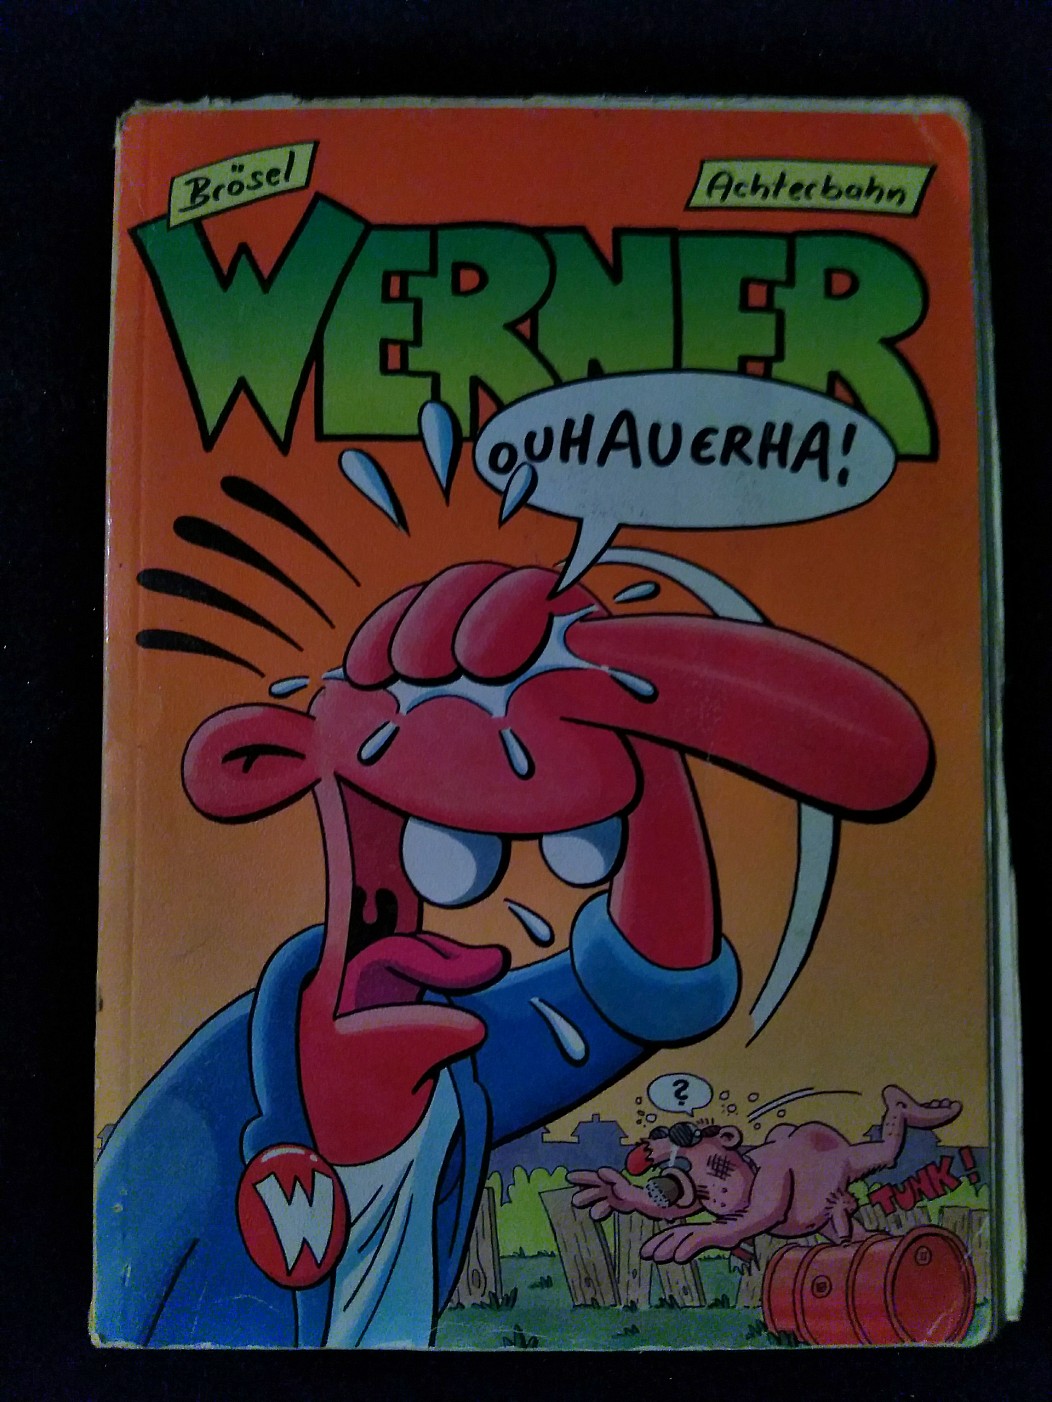 Brösel
Achterbahn
WERNER
OUHAUERHA!
?
TUNK!
W